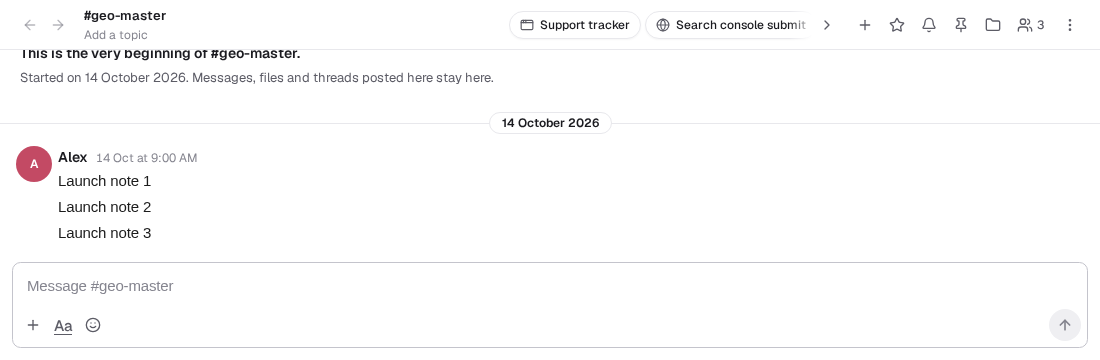 #geo-master
Add a topic
Support tracker
Search console submit
3
This is the very beginning of #geo-master.
Started on 14 October 2026. Messages, files and threads posted here stay here.
14 October 2026
A
Alex 14 Oct at 9:00 AM
Launch note 1
Launch note 2
Launch note 3
Message #geo-master
Aa